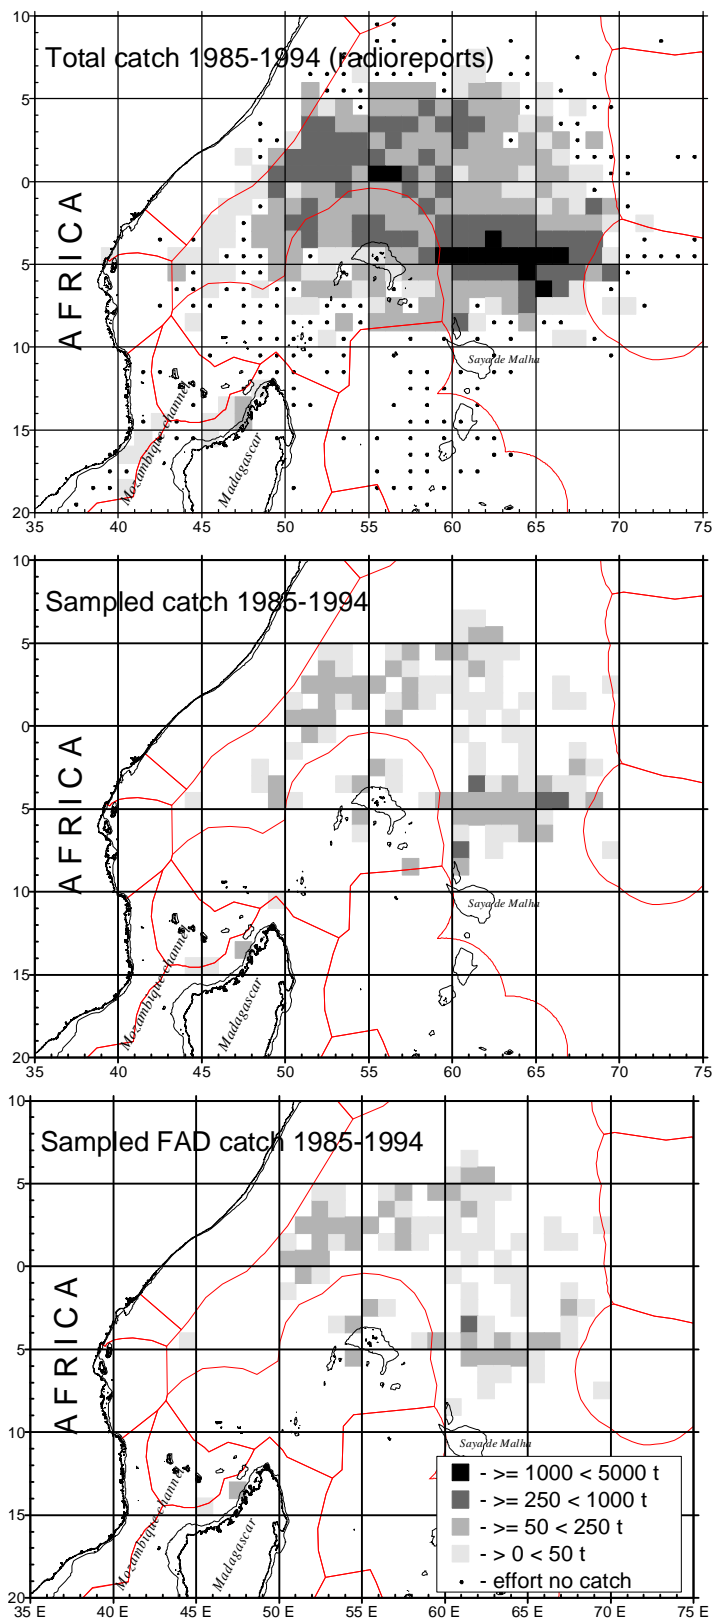 10
Total catch 1985-1994 (radioreports)
5
0
AFRICA
5
10
Saya de Malha
15
Mozambique channel
Madagascar
20
35 40 45 50 55 60 65 70 75
10
Sampled catch 1985-1994
5
0
AFRICA
5
10
Saya de Malha
15
Mozambique channel
Madagascar
20
35 40 45 50 55 60 65 70 75
10
Sampled FAD catch 1985-1994
5
0
AFRICA
5
10
Saya de Malha
- >= 1000 < 5000 t
- >= 250 < 1000 t
15
Mozambique channel
Madagascar
- >= 50 < 250 t
- > 0 < 50 t
- effort no catch
20
35 E 40 E 45 E 50 E 55 E 60 E 65 E 70 E 75 E